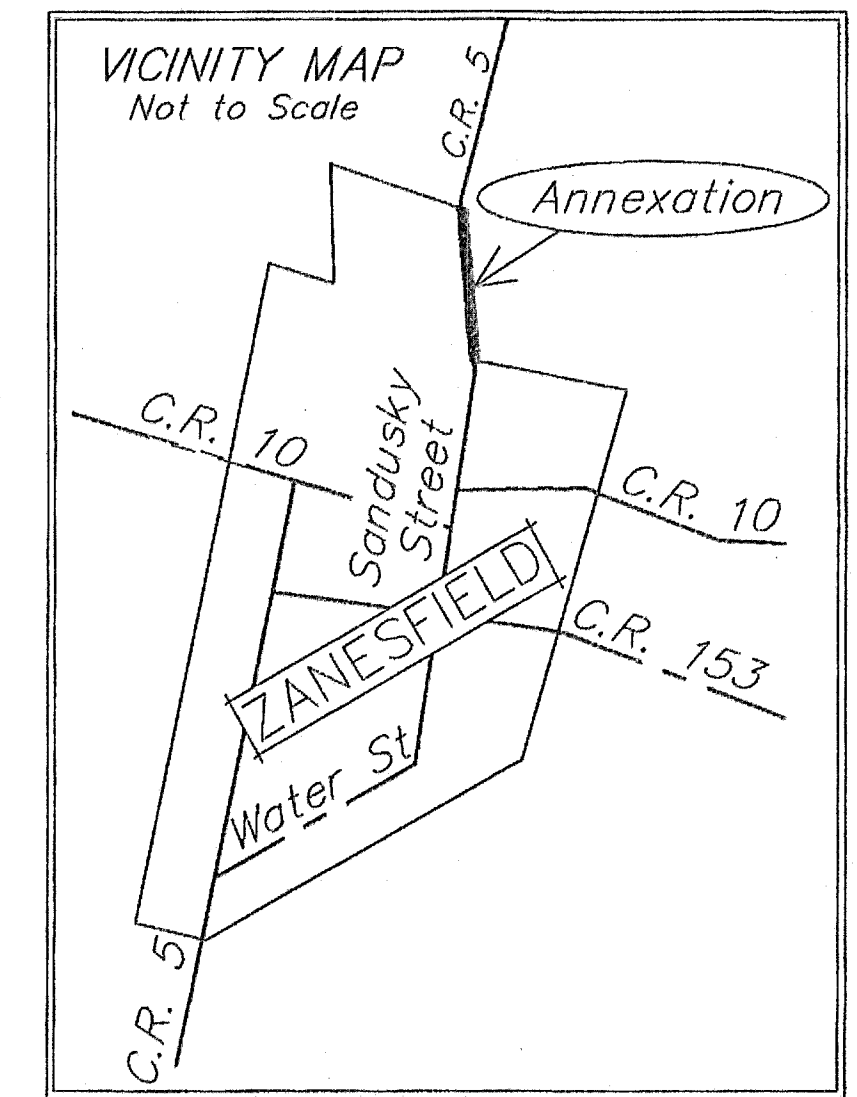 VICINITY MAP
Not to Scale
C.R. 5
Annexation
C.R. 10
Sandusky
Street
C.R. 10
ZANESFIELD
C.R. 153
Water St
C.R. 5